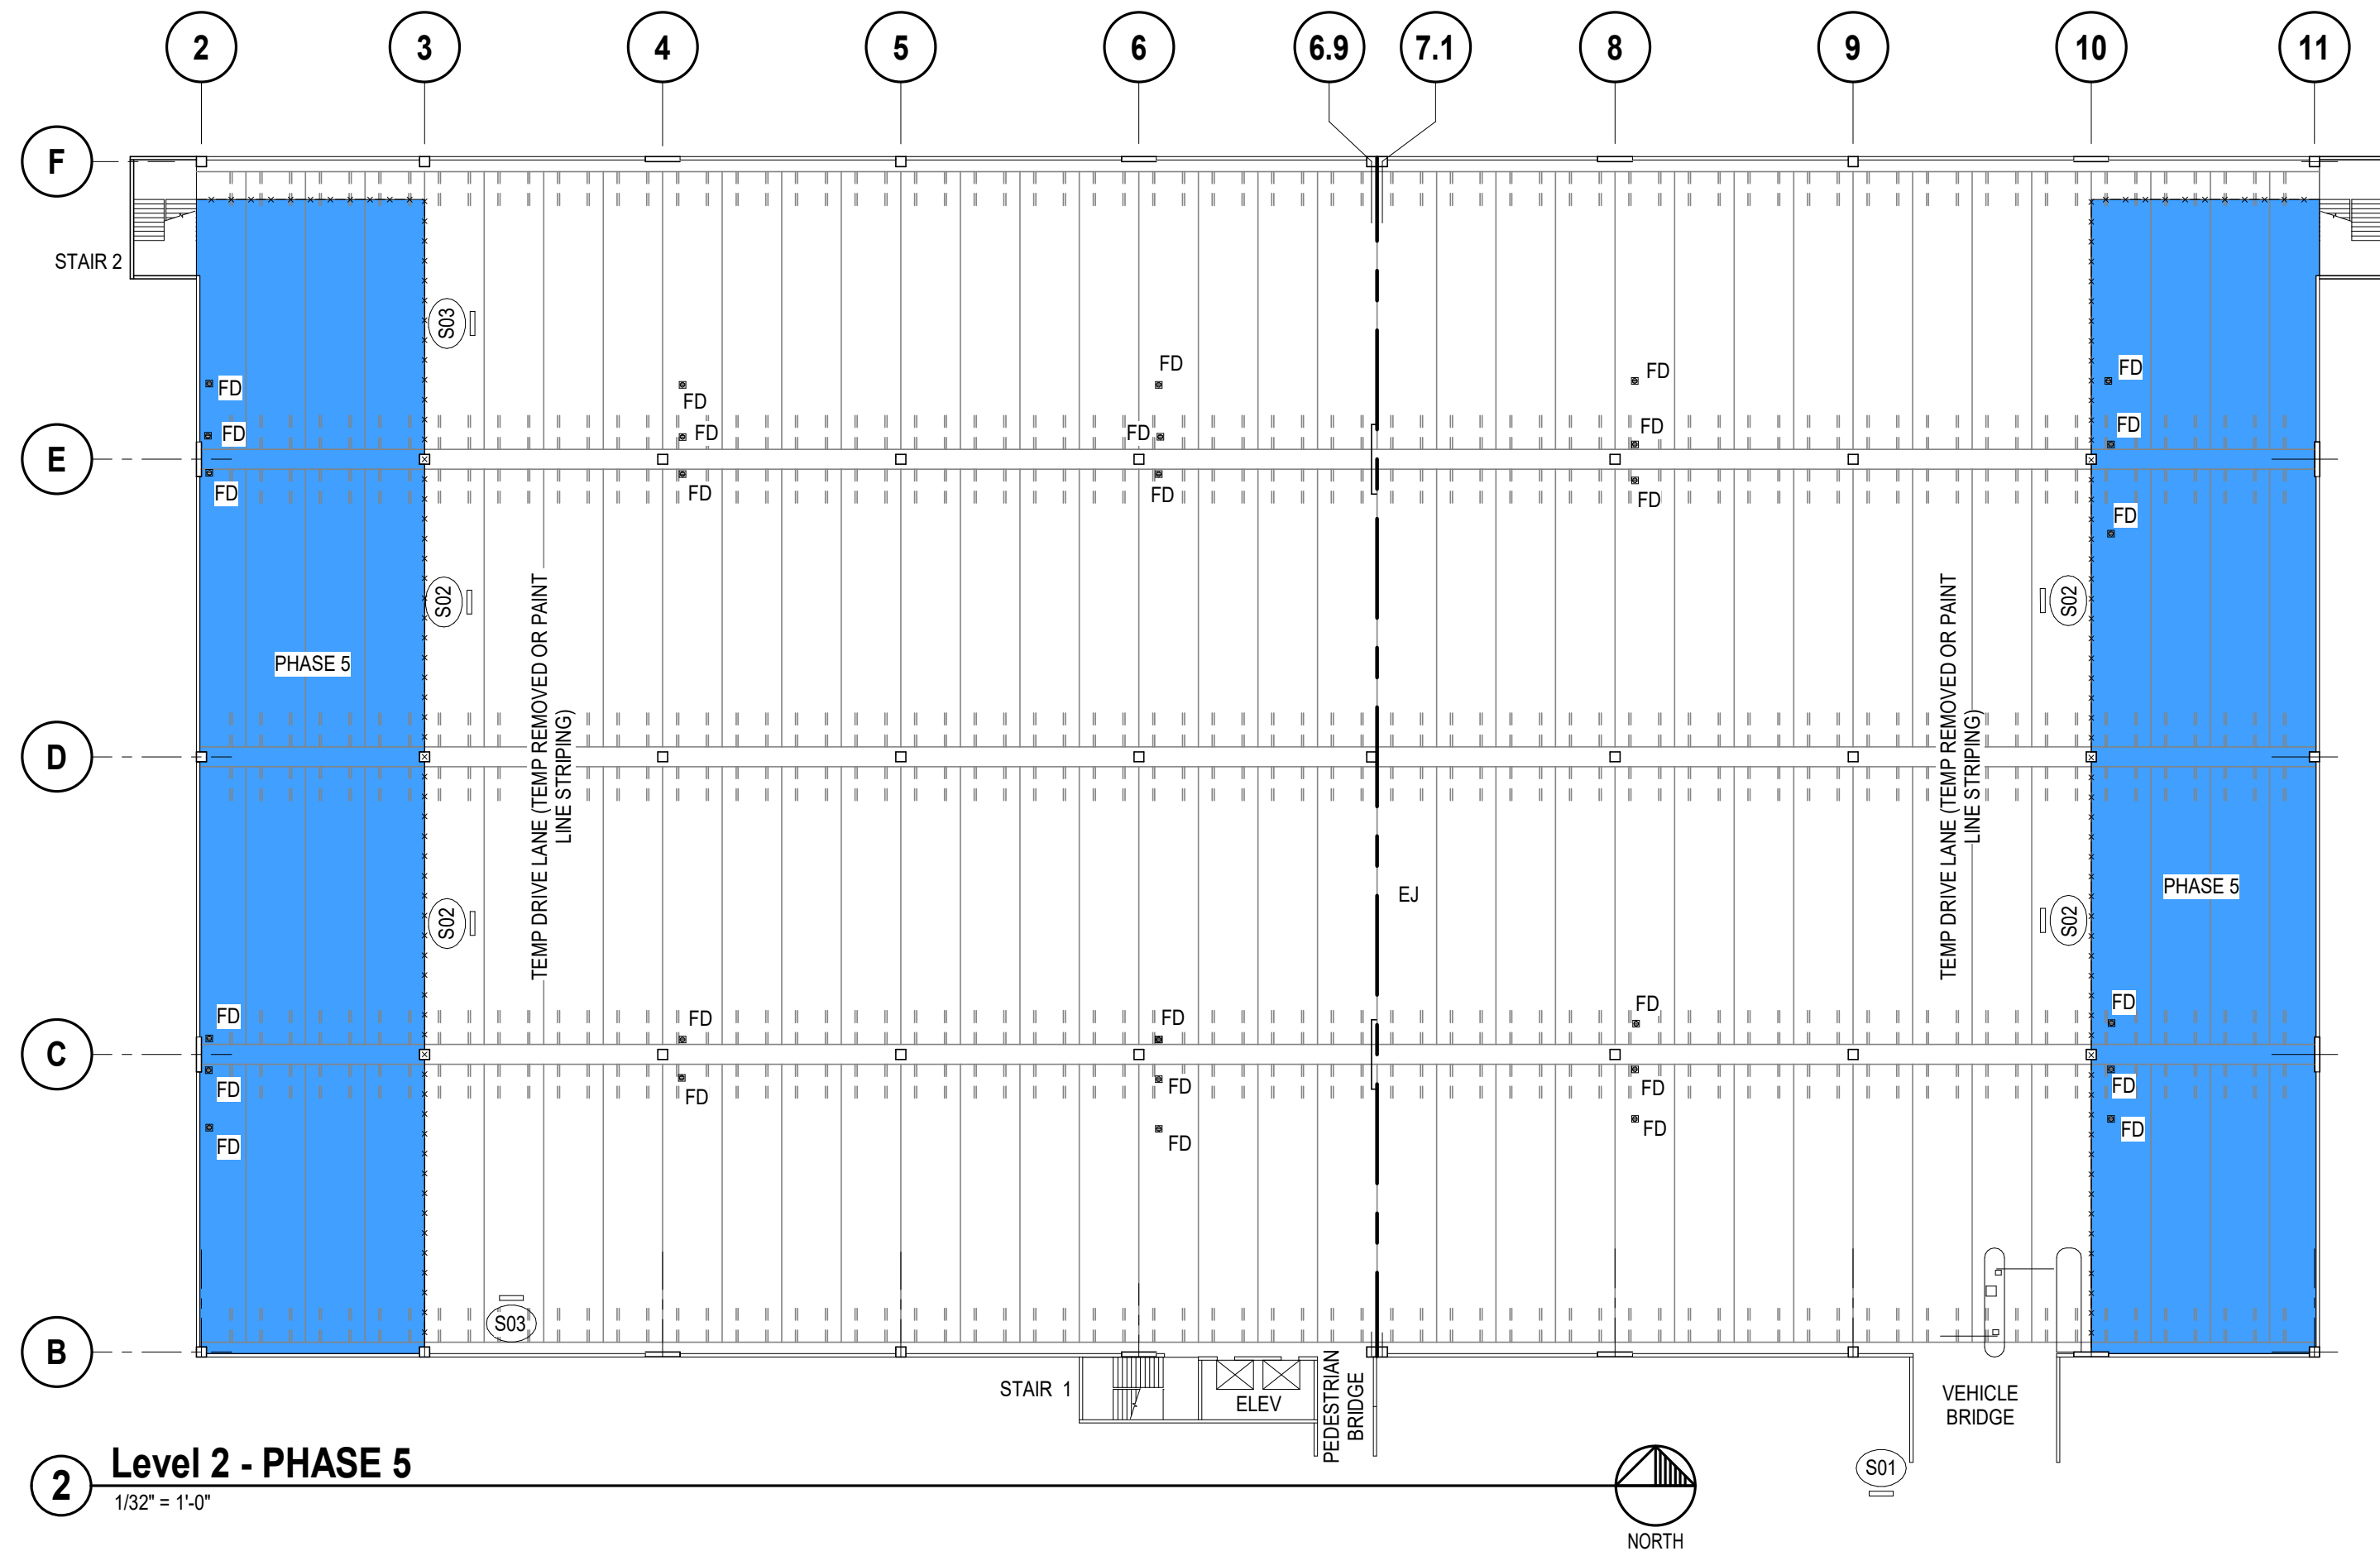 2 3 4 5 6 6.9 7.1 8 9 10 11
F
STAIR 2
S03
FD FD FD FD FD
FD FD FD FD FD FD
E
FD FD FD FD FD
S02 S02
PHASE 5
TEMP DRIVE LANE (TEMP REMOVED OR PAINT
LINE STRIPING)
TEMP DRIVE LANE (TEMP REMOVED OR PAINT
LINE STRIPING)
D
EJ
PHASE 5
S02 S02
FD FD FD FD FD
C
FD FD FD FD FD
FD FD FD FD
S03
B
STAIR 1
ELEV
PEDESTRIAN
BRIDGE
VEHICLE
BRIDGE
2
Level 2 - PHASE 5
1/32" = 1'-0"
S01
NORTH